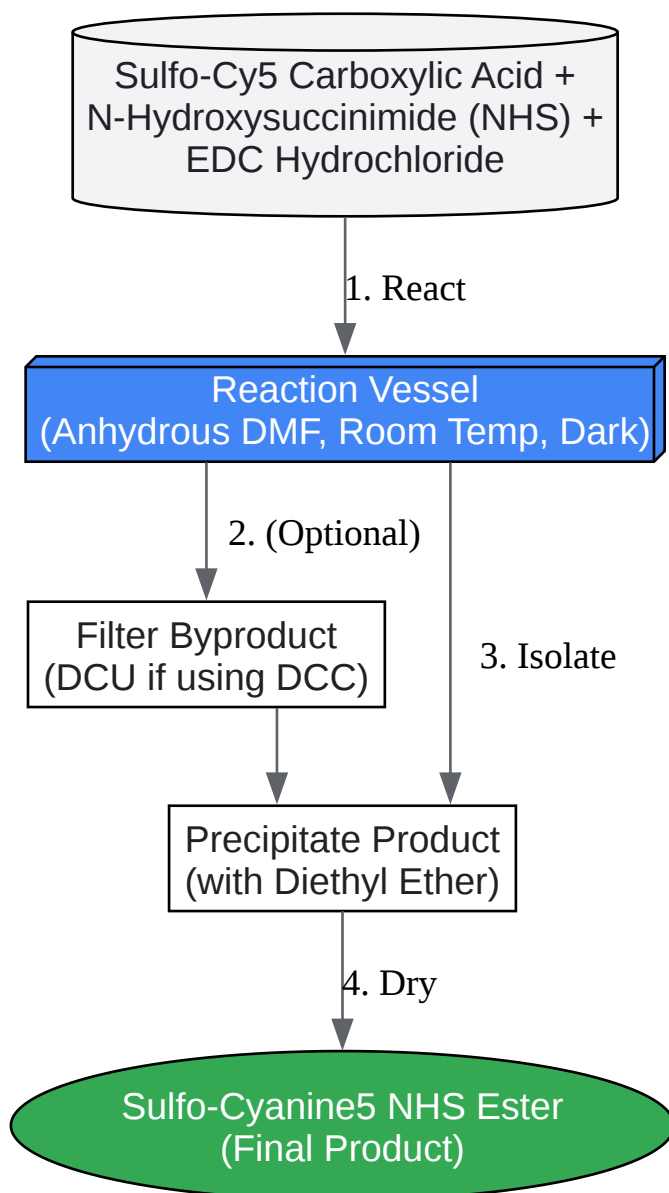 Sulfo-Cy5 Carboxylic Acid +
N-Hydroxysuccinimide (NHS) +
EDC Hydrochloride
1. React
Reaction Vessel
(Anhydrous DMF, Room Temp, Dark)
2. (Optional)
Filter Byproduct
(DCU if using DCC)
3. Isolate
Precipitate Product
(with Diethyl Ether)
4. Dry
Sulfo-Cyanine5 NHS Ester
(Final Product)